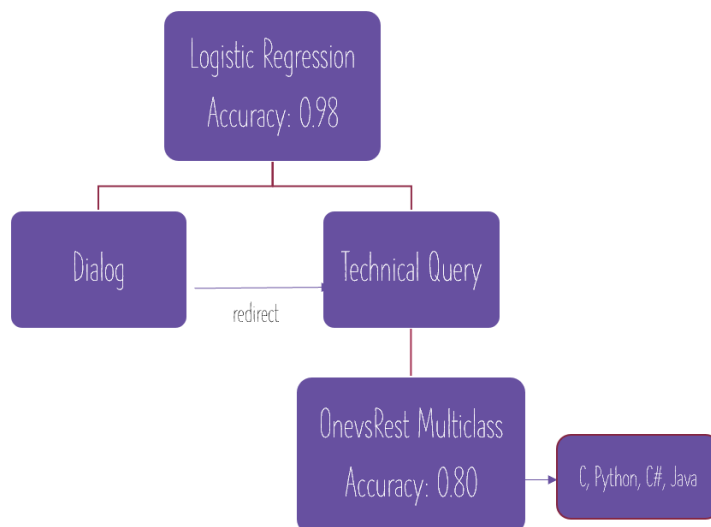 Logistic Regression
Accuracy: 0.98
Dialog
Technical Query
redirect
OnevsRest Multiclass
Accuracy: 0.80
C, Python, C#, Java